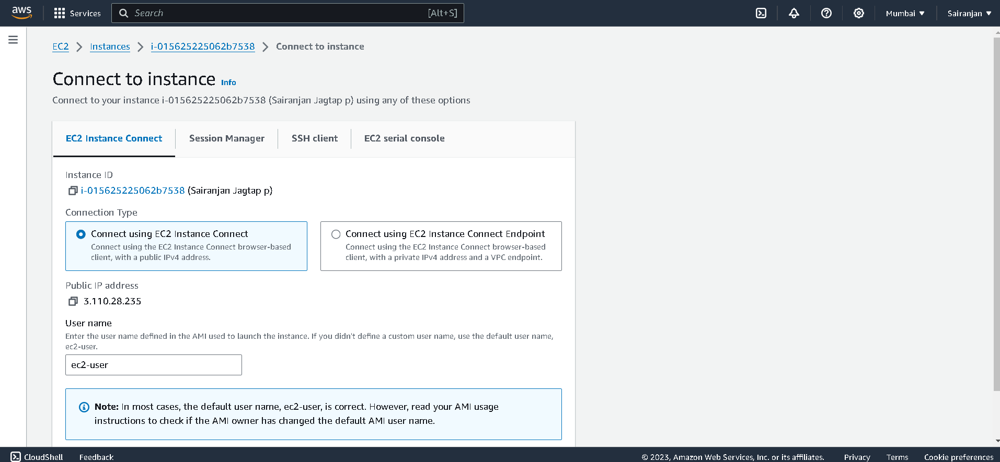 aws Services Search [Alt+S] Mumbai Sairanjan
EC2 Instances i-015625225062b7538 Connect to instance
Connect to instance Info
Connect to your instance i-015625225062b7538 (Sairanjan Jagtap p) using any of these options
EC2 Instance Connect Session Manager SSH client EC2 serial console
Instance ID
i-015625225062b7538 (Sairanjan Jagtap p)
Connection Type
Connect using EC2 Instance Connect
Connect using the EC2 Instance Connect browser-based
client, with a public IPv4 address.
Connect using EC2 Instance Connect Endpoint
Connect using the EC2 Instance Connect browser-based
client, with a private IPv4 address and a VPC endpoint.
Public IP address
3.110.28.235
User name
Enter the user name defined in the AMI used to launch the instance. If you didn't define a custom user name, use the default user name,
ec2-user.
ec2-user
Note: In most cases, the default user name, ec2-user, is correct. However, read your AMI usage
instructions to check if the AMI owner has changed the default AMI user name.
CloudShell Feedback © 2023, Amazon Web Services, Inc. or its affiliates. Privacy Terms Cookie preferences